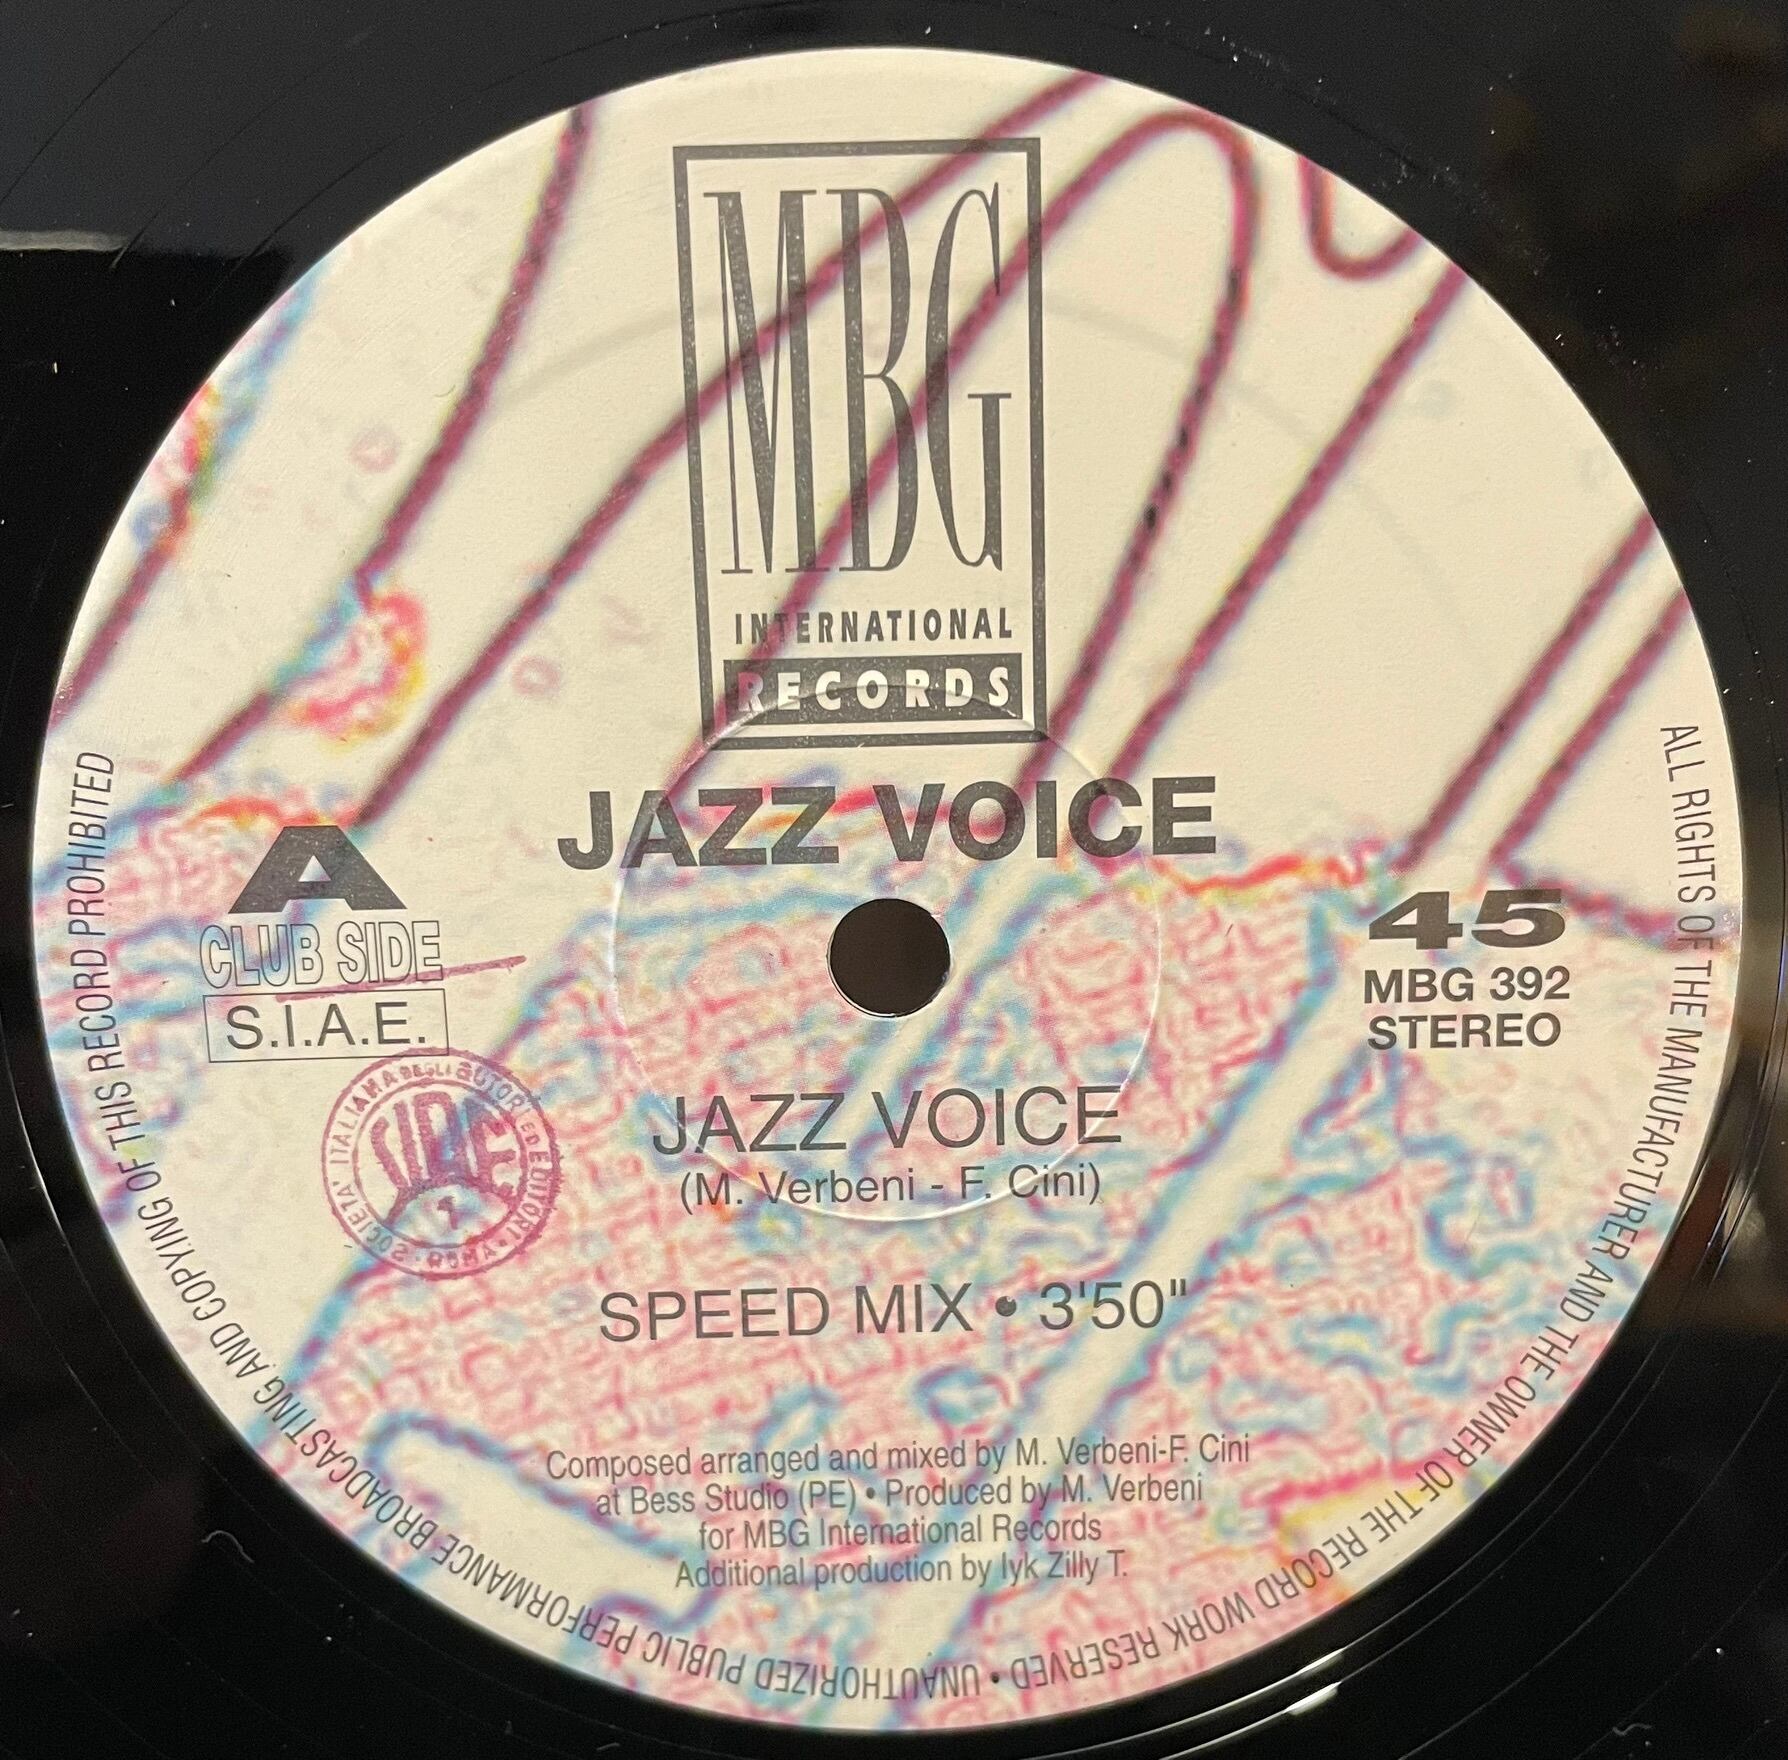 MBG
INTERNATIONAL
RECORDS
JAZZ VOICE
A
CLUB SIDE
S.I.A.E.
45
MBG 392
STEREO
SOCIETA' ITALIANA DEGLI AUTORI ED EDITORI
SIAE
ROMA
JAZZ VOICE
(M. Verbeni - F. Cini)
SPEED MIX • 3'50"
Composed arranged and mixed by M. Verbeni-F. Cini
at Bess Studio (PE) • Produced by M. Verbeni
for MBG International Records
Additional production by Iyk Zilly T.
ALL RIGHTS OF THE MANUFACTURER AND THE OWNER OF THE RECORD WORK RESERVED • UNAUTHORIZED PUBLIC PERFORMANCE BROADCASTING AND COPYING OF THIS RECORD PROHIBITED